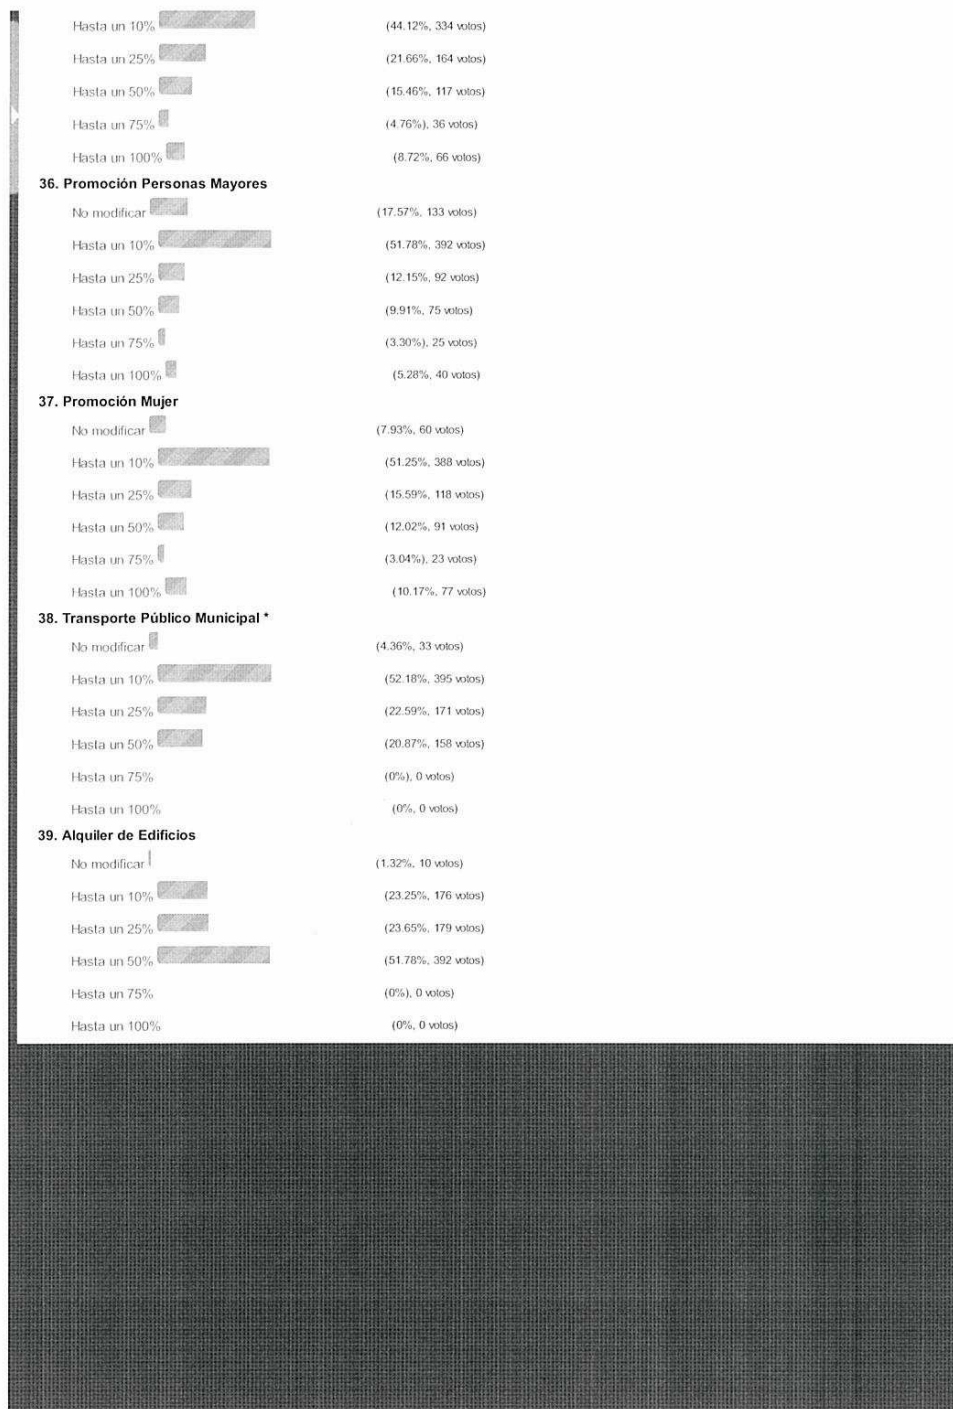 Hasta un 10% (44.12%, 334 votos)
Hasta un 25% (21.66%, 164 votos)
Hasta un 50% (15.46%, 117 votos)
Hasta un 75% (4.76%), 36 votos)
Hasta un 100% (8.72%, 66 votos)
36. Promoción Personas Mayores
No modificar (17.57%, 133 votos)
Hasta un 10% (51.78%, 392 votos)
Hasta un 25% (12.15%, 92 votos)
Hasta un 50% (9.91%, 75 votos)
Hasta un 75% (3.30%), 25 votos)
Hasta un 100% (5.28%, 40 votos)
37. Promoción Mujer
No modificar (7.93%, 60 votos)
Hasta un 10% (51.25%, 388 votos)
Hasta un 25% (15.59%, 118 votos)
Hasta un 50% (12.02%, 91 votos)
Hasta un 75% (3.04%), 23 votos)
Hasta un 100% (10.17%, 77 votos)
38. Transporte Público Municipal *
No modificar (4.36%, 33 votos)
Hasta un 10% (52.18%, 395 votos)
Hasta un 25% (22.59%, 171 votos)
Hasta un 50% (20.87%, 158 votos)
Hasta un 75% (0%), 0 votos)
Hasta un 100% (0%, 0 votos)
39. Alquiler de Edificios
No modificar (1.32%, 10 votos)
Hasta un 10% (23.25%, 176 votos)
Hasta un 25% (23.65%, 179 votos)
Hasta un 50% (51.78%, 392 votos)
Hasta un 75% (0%), 0 votos)
Hasta un 100% (0%, 0 votos)